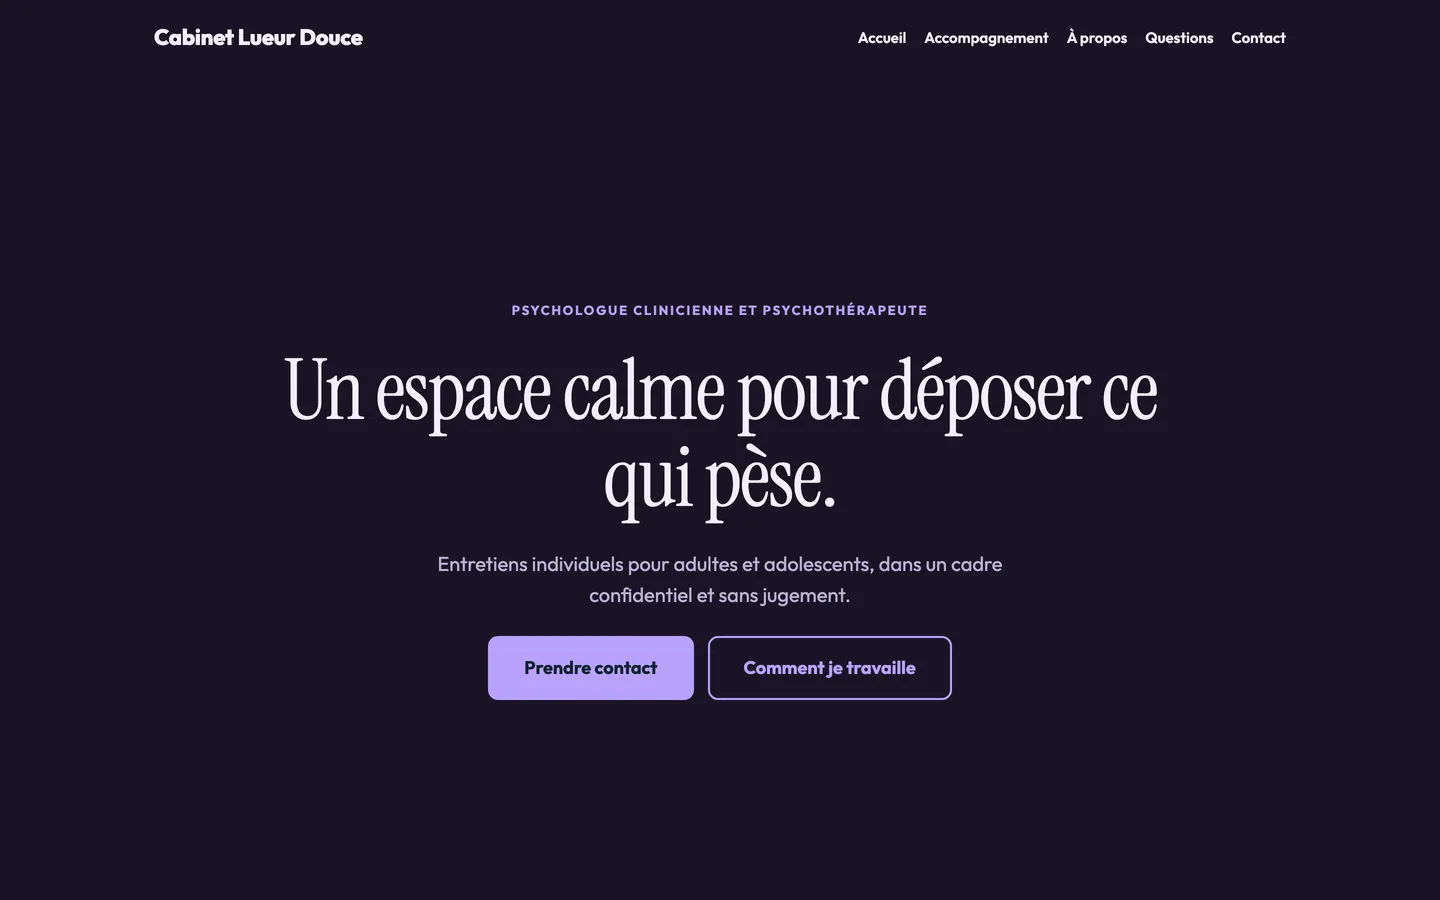 Cabinet Lueur Douce
Accueil Accompagnement À propos Questions Contact
PSYCHOLOGUE CLINICIENNE ET PSYCHOTHÉRAPEUTE
Un espace calme pour déposer ce
qui pèse.
Entretiens individuels pour adultes et adolescents, dans un cadre
confidentiel et sans jugement.
Prendre contact
Comment je travaille